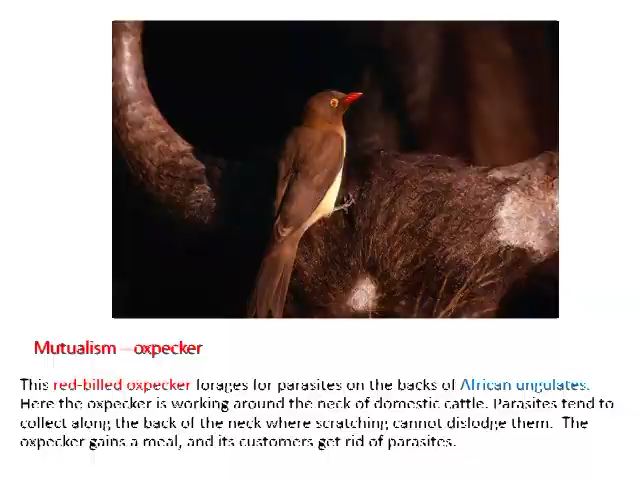 Mutualism – oxpecker
This red-billed oxpecker forages for parasites on the backs of African ungulates.
Here the oxpecker is working around the neck of domestic cattle. Parasites tend to
collect along the back of the neck where scratching cannot dislodge them.  The
oxpecker gains a meal, and its customers get rid of parasites.